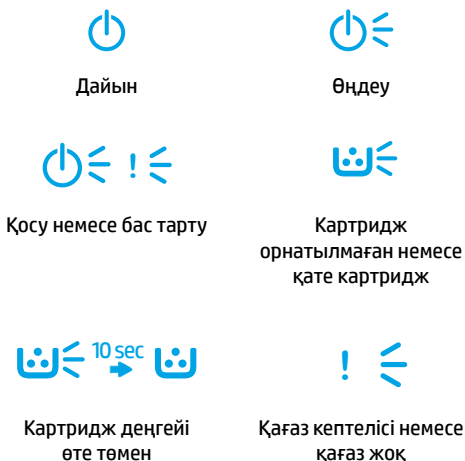 Дайын
Өңдеу
! 
Қосу немесе бас тарту
Картридж
орнатылмаған немесе
қате картридж
10 sec
Картридж деңгейі
өте төмен
!
Қағаз кептелісі немесе
қағаз жоқ